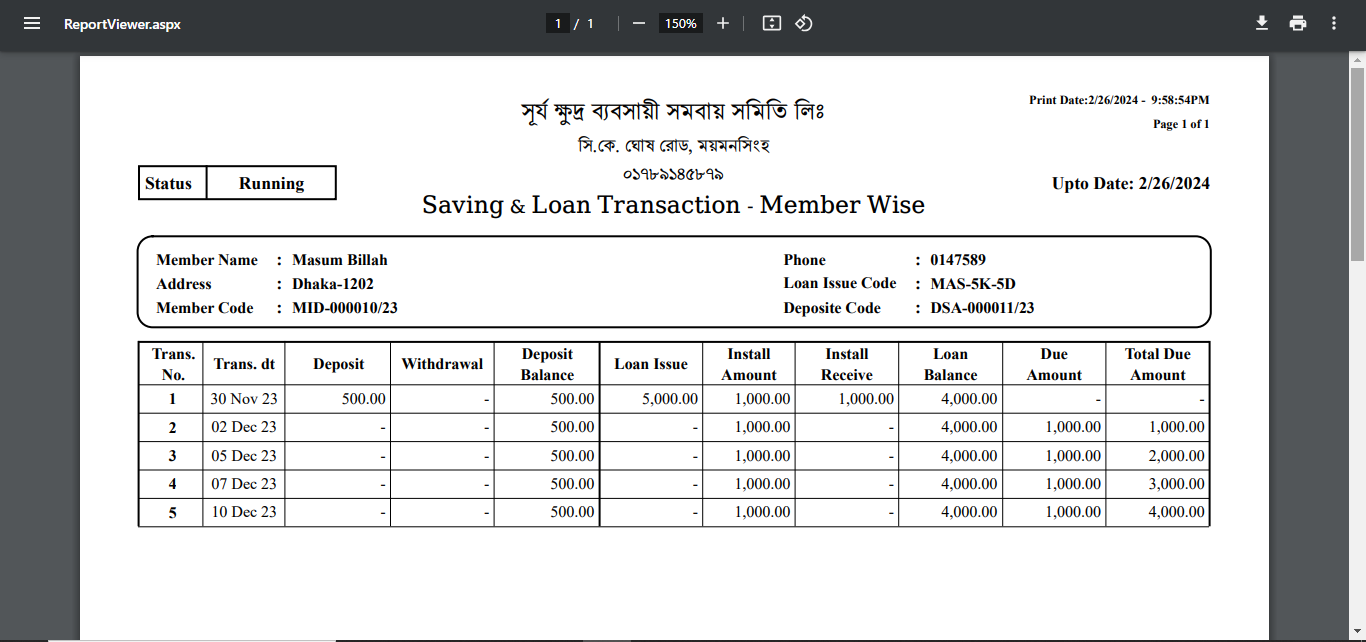 ReportViewer.aspx
1 / 1
150%
Print Date:2/26/2024 - 9:58:54PM
Page 1 of 1
সূর্য ক্ষুদ্র ব্যবসায়ী সমবায় সমিতি লিঃ
সি.কে. ঘোষ রোড, ময়মনসিংহ
০১৭৮৯১৪৫৮৭৯
Status Running
Upto Date: 2/26/2024
Saving & Loan Transaction - Member Wise
Member Name : Masum Billah Phone : 0147589
Address : Dhaka-1202 Loan Issue Code : MAS-5K-5D
Member Code : MID-000010/23 Deposite Code : DSA-000011/23
Trans. No. Trans. dt Deposit Withdrawal Deposit Balance Loan Issue Install Amount Install Receive Loan Balance Due Amount Total Due Amount
1 30 Nov 23 500.00 - 500.00 5,000.00 1,000.00 1,000.00 4,000.00 - -
2 02 Dec 23 - - 500.00 - 1,000.00 - 4,000.00 1,000.00 1,000.00
3 05 Dec 23 - - 500.00 - 1,000.00 - 4,000.00 1,000.00 2,000.00
4 07 Dec 23 - - 500.00 - 1,000.00 - 4,000.00 1,000.00 3,000.00
5 10 Dec 23 - - 500.00 - 1,000.00 - 4,000.00 1,000.00 4,000.00